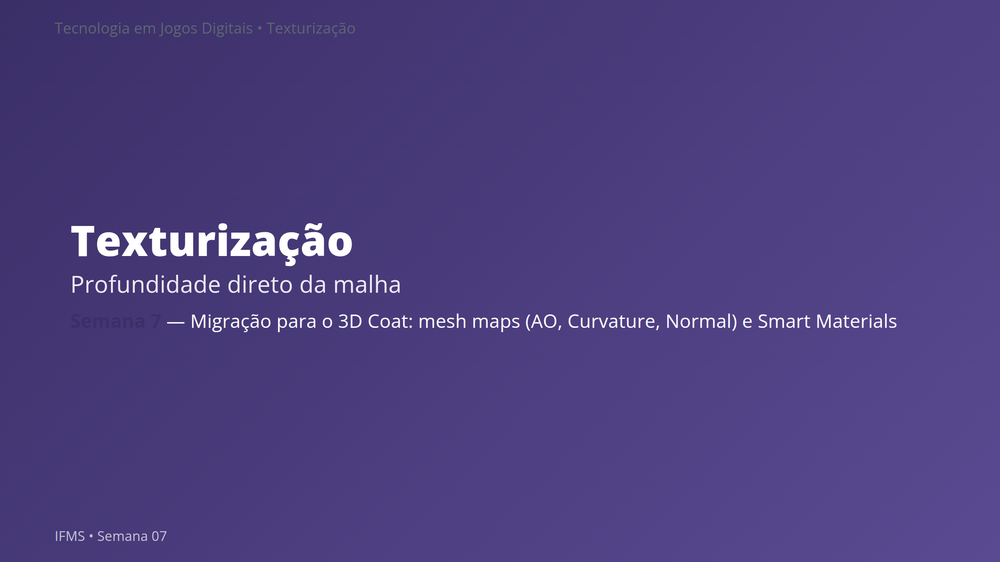 Tecnologia em Jogos Digitais • Texturização
Texturização
Profundidade direto da malha
Semana 7 — Migração para o 3D Coat: mesh maps (AO, Curvature, Normal) e Smart Materials
IFMS • Semana 07